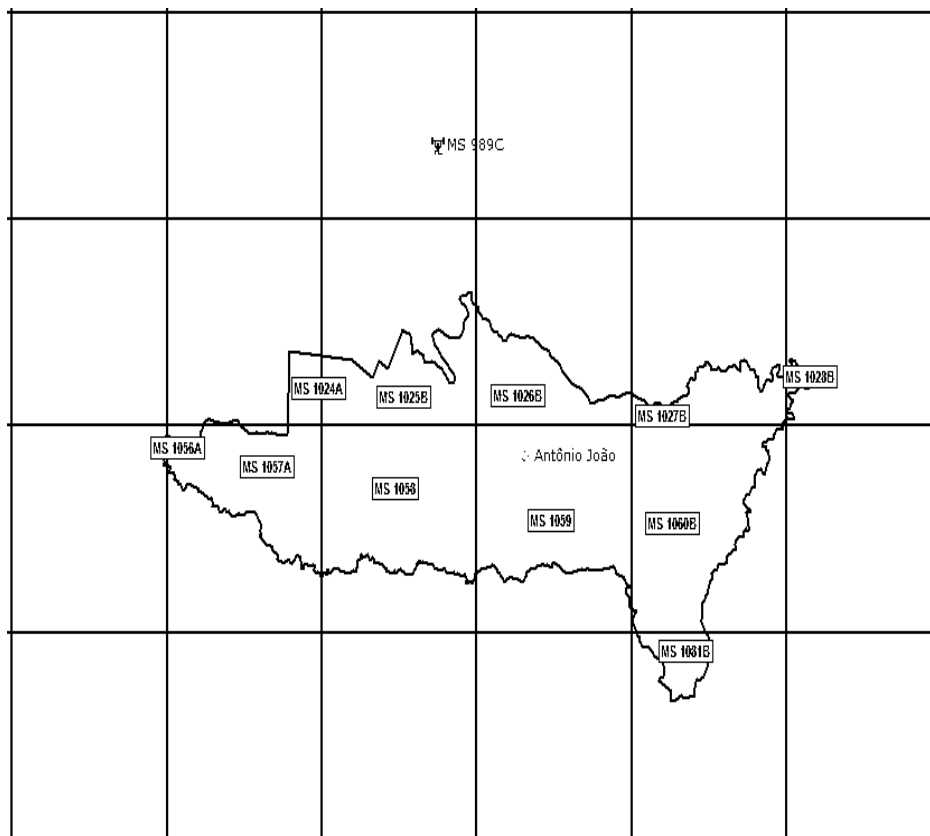 MS 989C
MS 1024A
MS 1025B
MS 1026B
MS 1027B
MS 1028B
MS 1056A
MS 1057A
MS 1058
Antônio João
MS 1059
MS 1060B
MS 1081B